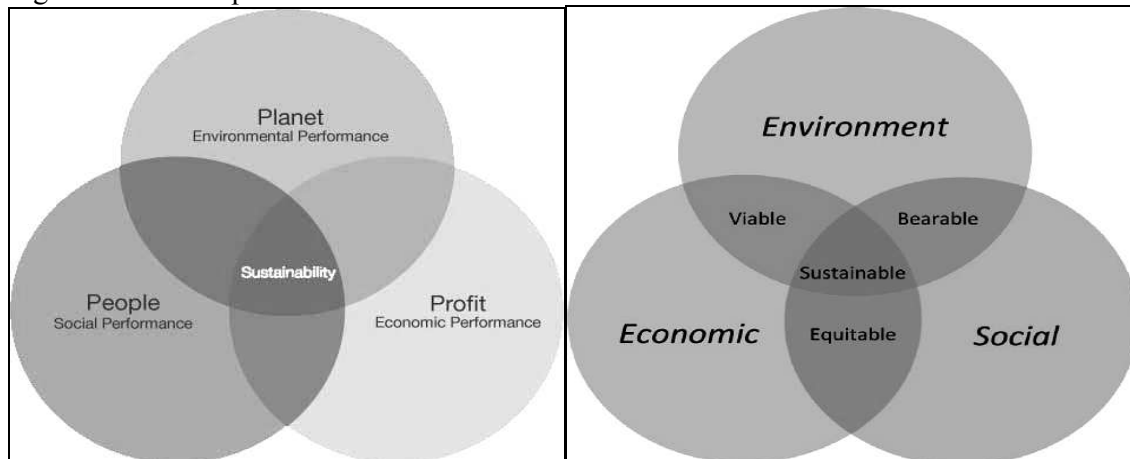 Planet
Environmental Performance
Sustainability
People
Social Performance
Profit
Economic Performance
Environment
Viable
Bearable
Sustainable
Economic
Equitable
Social